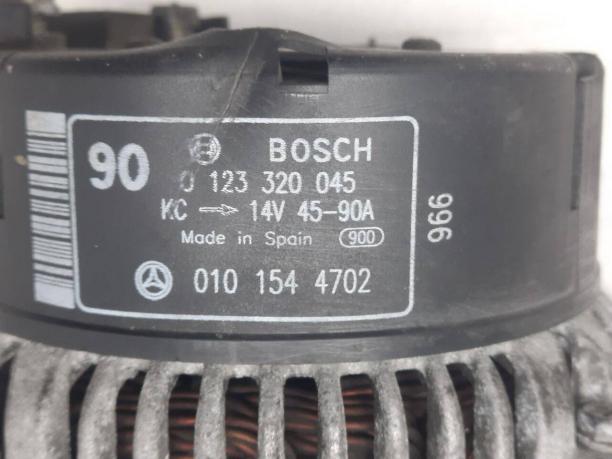 90
BOSCH
0 123 320 045
KC → 14V 45-90A
Made in Spain 900
010 154 4702
966